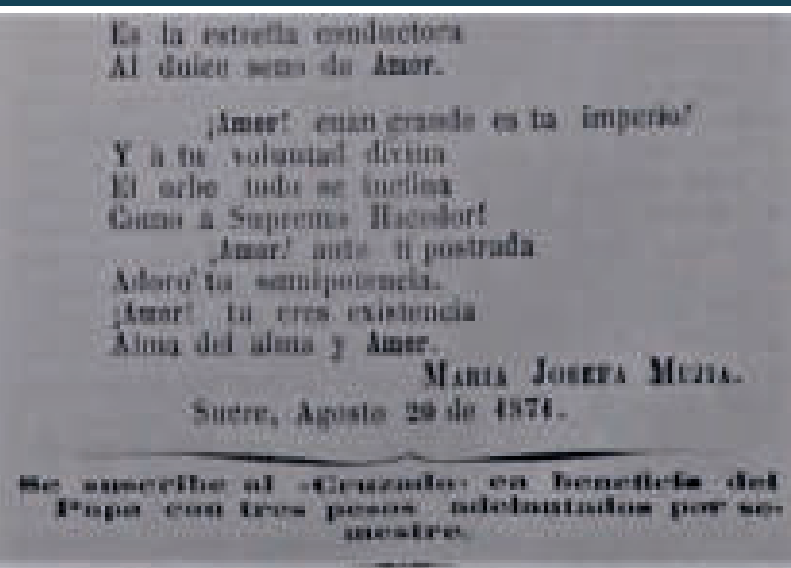 Es la estrella conductora
Al dulce seno de Amor.
¡Amor! cuán grande es tu imperio!
Y á tu voluntad divina
El orbe todo se inclina
Como á Supremo Hacedor!
¡Amor! ante ti postrada
Adoro tu omnipotencia.
¡Amor! tu eres existencia
Alma del alma y Amor.
MARIA JOSEFA MUJIA.
Sucre, Agosto 20 de 1874.
Se suscribe al «Cruzado» en beneficio del
Papa con tres pesos adelantados por se-
mestre.